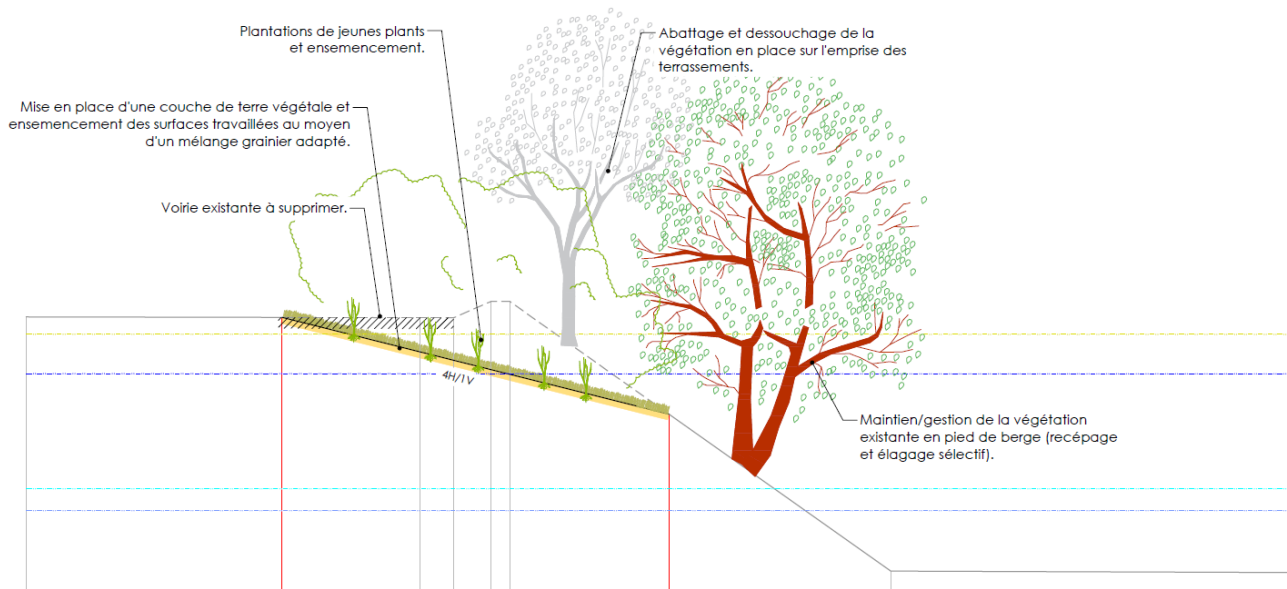 Plantations de jeunes plants
et ensemencement.
Abattage et dessouchage de la
végétation en place sur l'emprise des
terrassements.
Mise en place d'une couche de terre végétale et
ensemencement des surfaces travaillées au moyen
d'un mélange grainier adapté.
Voirie existante à supprimer.
4H/1V
Maintien/gestion de la végétation
existante en pied de berge (recépage
et élagage sélectif).